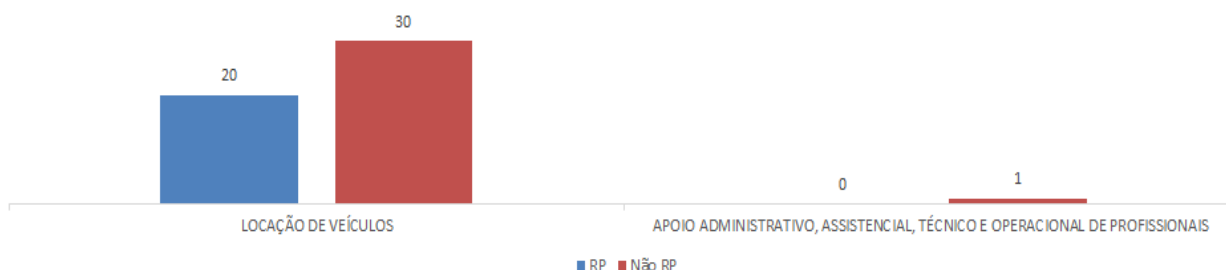 30
20
0
1
LOCAÇÃO DE VEÍCULOS
APOIO ADMINISTRATIVO, ASSISTENCIAL, TÉCNICO E OPERACIONAL DE PROFISSIONAIS
RP Não RP